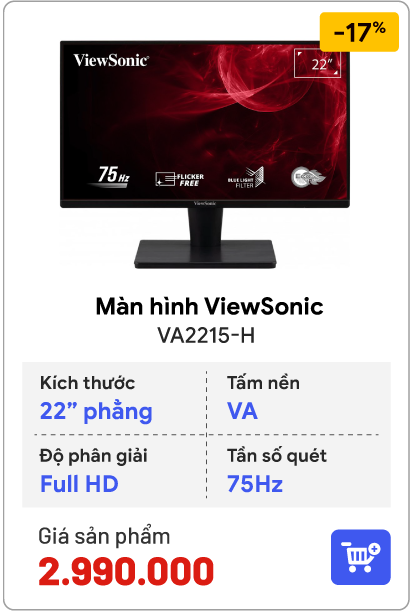 -17%
ViewSonic
22"
75Hz
FLICKER
FREE
BLUE LIGHT
FILTER
ViewSonic
Màn hình ViewSonic
VA2215-H
Kích thước
22” phẳng
Tấm nền
VA
Độ phân giải
Full HD
Tần số quét
75Hz
Giá sản phẩm
2.990.000